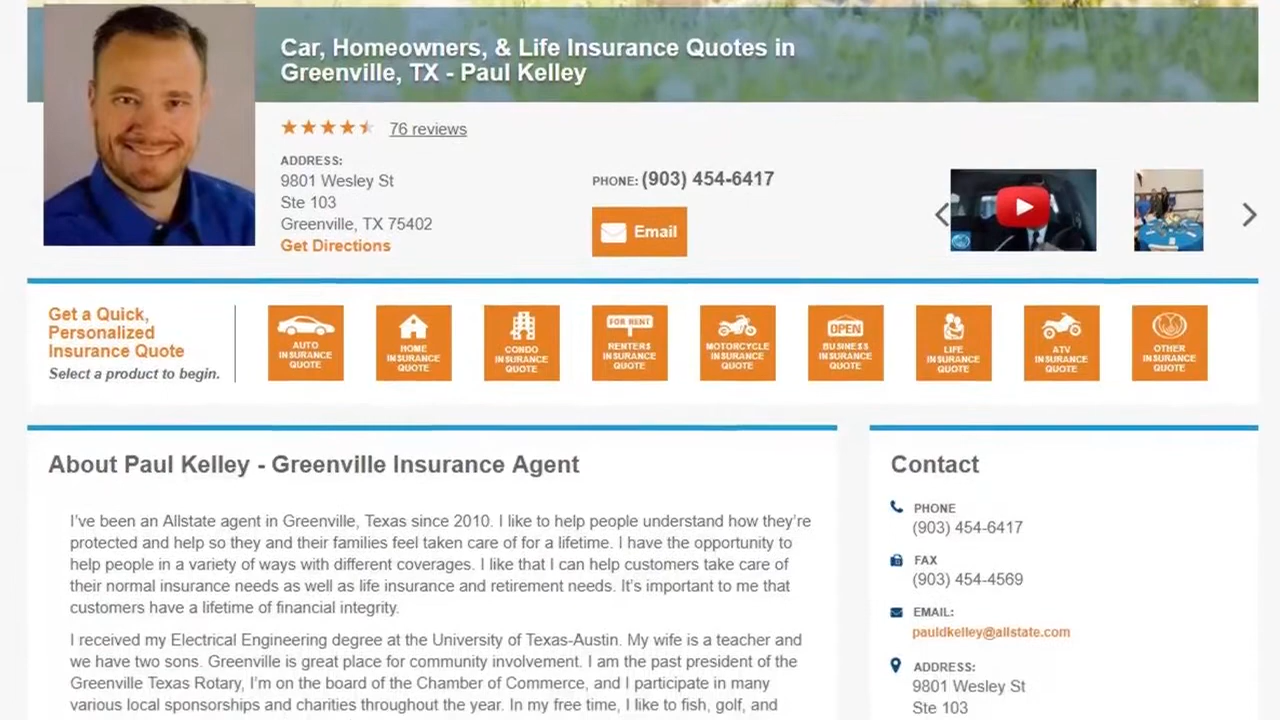 Car, Homeowners, & Life Insurance Quotes in
Greenville, TX - Paul Kelley
76 reviews
ADDRESS:
9801 Wesley St
Ste 103
Greenville, TX 75402
Get Directions
PHONE: (903) 454-6417
Email
Get a Quick,
Personalized
Insurance Quote
Select a product to begin.
AUTO
INSURANCE
QUOTE
HOME
INSURANCE
QUOTE
CONDO
INSURANCE
QUOTE
FOR RENT
RENTERS
INSURANCE
QUOTE
MOTORCYCLE
INSURANCE
QUOTE
OPEN
BUSINESS
INSURANCE
QUOTE
LIFE
INSURANCE
QUOTE
ATV
INSURANCE
QUOTE
OTHER
INSURANCE
QUOTE
About Paul Kelley - Greenville Insurance Agent
I've been an Allstate agent in Greenville, Texas since 2010. I like to help people understand how they're
protected and help so they and their families feel taken care of for a lifetime. I have the opportunity to
help people in a variety of ways with different coverages. I like that I can help customers take care of
their normal insurance needs as well as life insurance and retirement needs. It's important to me that
customers have a lifetime of financial integrity.
I received my Electrical Engineering degree at the University of Texas-Austin. My wife is a teacher and
we have two sons. Greenville is great place for community involvement. I am the past president of the
Greenville Texas Rotary, I'm on the board of the Chamber of Commerce, and I participate in many
various local sponsorships and charities throughout the year. In my free time, I like to fish, golf, and
Contact
PHONE
(903) 454-6417
FAX
(903) 454-4569
EMAIL:
pauldkelley@allstate.com
ADDRESS:
9801 Wesley St
Ste 103